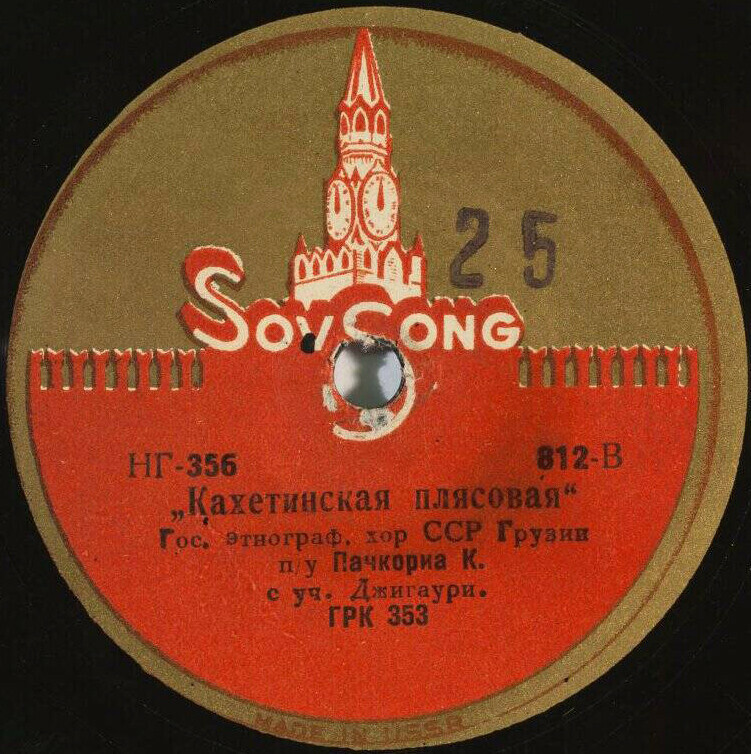 25
SovSong
НГ-356 812-В
„Кахетинская плясовая“
Гос. этнограф. хор ССР Грузии
п/у Пачкориа К.
с уч. Джигаури.
ГРК 353
MADE IN USSR